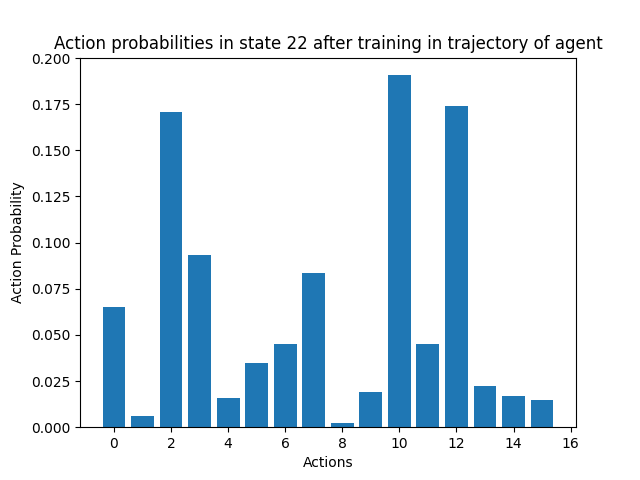 Action probabilities in state 22 after training in trajectory of agent
0.200
0.175
0.150
0.125
0.100
0.075
0.050
0.025
0.000
Action Probability
0 2 4 6 8 10 12 14 16
Actions